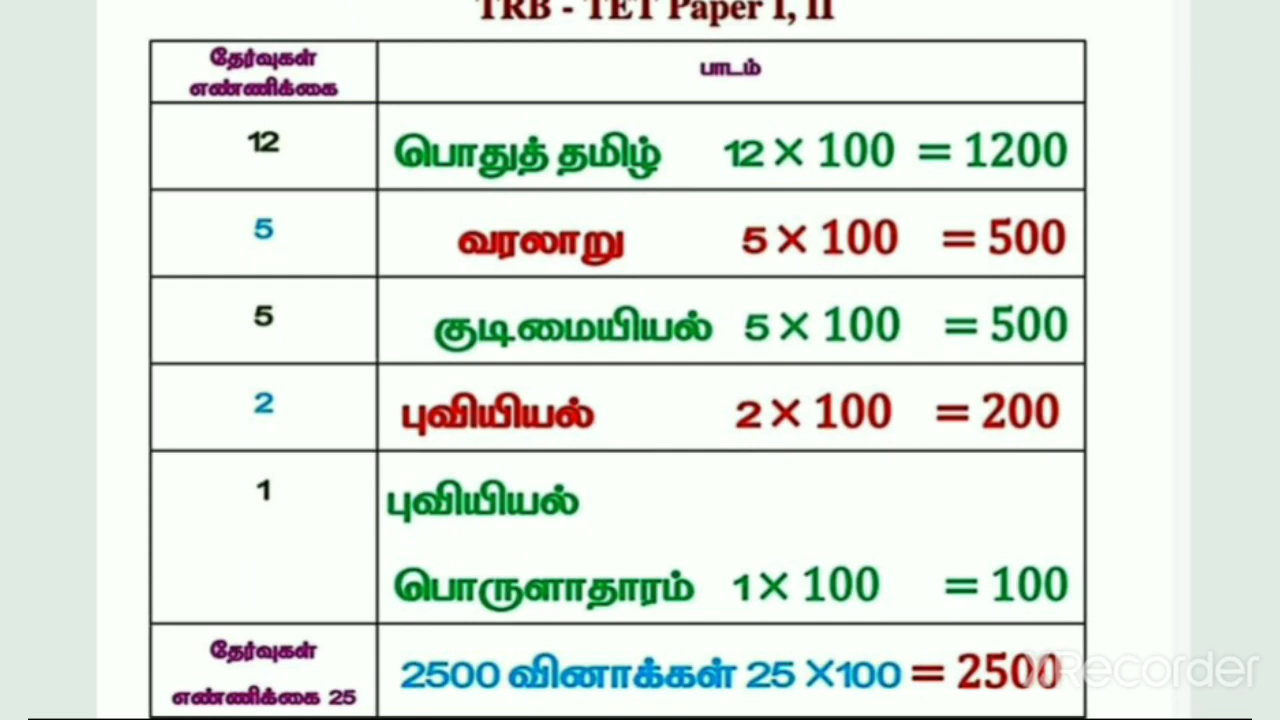 TRB - TET Paper I, II
தேர்வுகள்
எண்ணிக்கை
பாடம்
12 பொதுத் தமிழ் 12 × 100 = 1200
5 வரலாறு 5 × 100 = 500
5 குடிமையியல் 5 × 100 = 500
2 புவியியல் 2 × 100 = 200
1 புவியியல்
பொருளாதாரம் 1 × 100 = 100
தேர்வுகள்
எண்ணிக்கை 25
2500 வினாக்கள் 25 ×100 = 2500
XRecorder